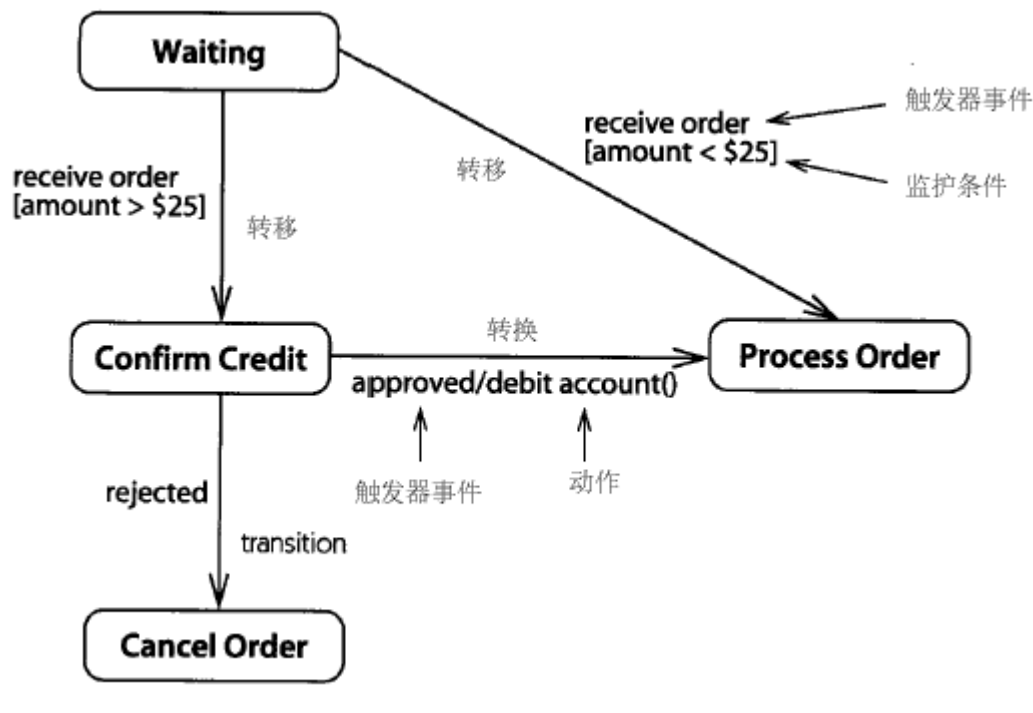 Waiting
触发器事件
receive order
[amount < $25]
转移
监护条件
receive order
[amount > $25]
转移
转换
Confirm Credit
Process Order
approved/debit account()
触发器事件
动作
rejected
transition
Cancel Order